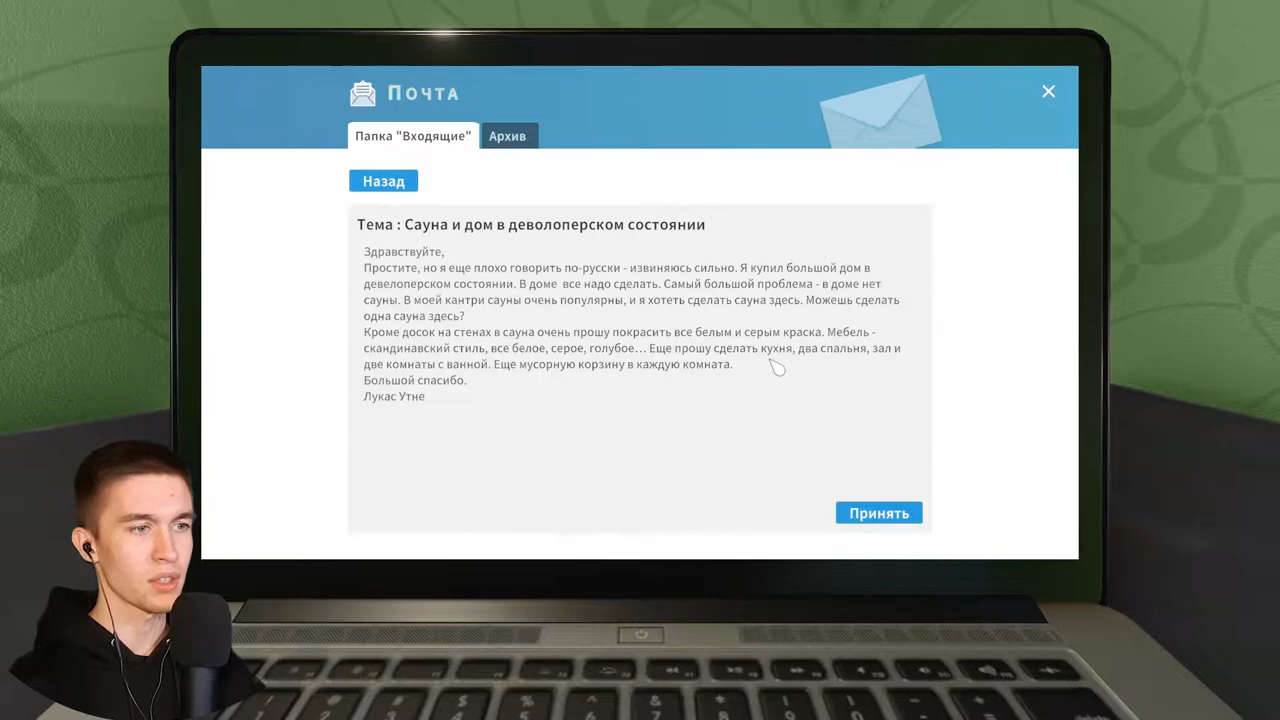 Почта
Папка "Входящие"
Архив
Назад
Тема : Сауна и дом в деволоперском состоянии
Здравствуйте,
Простите, но я еще плохо говорить по-русски - извиняюсь сильно. Я купил большой дом в
девелоперском состоянии. В доме все надо сделать. Самый большой проблема - в доме нет
сауны. В моей кантри сауны очень популярны, и я хотеть сделать сауна здесь. Можешь сделать
одна сауна здесь?
Кроме досок на стенах в сауна очень прошу покрасить все белым и серым краска. Мебель -
скандинавский стиль, все белое, серое, голубое... Еще прошу сделать кухня, два спальня, зал и
две комнаты с ванной. Еще мусорную корзину в каждую комната.
Большой спасибо.
Лукас Утне
Принять